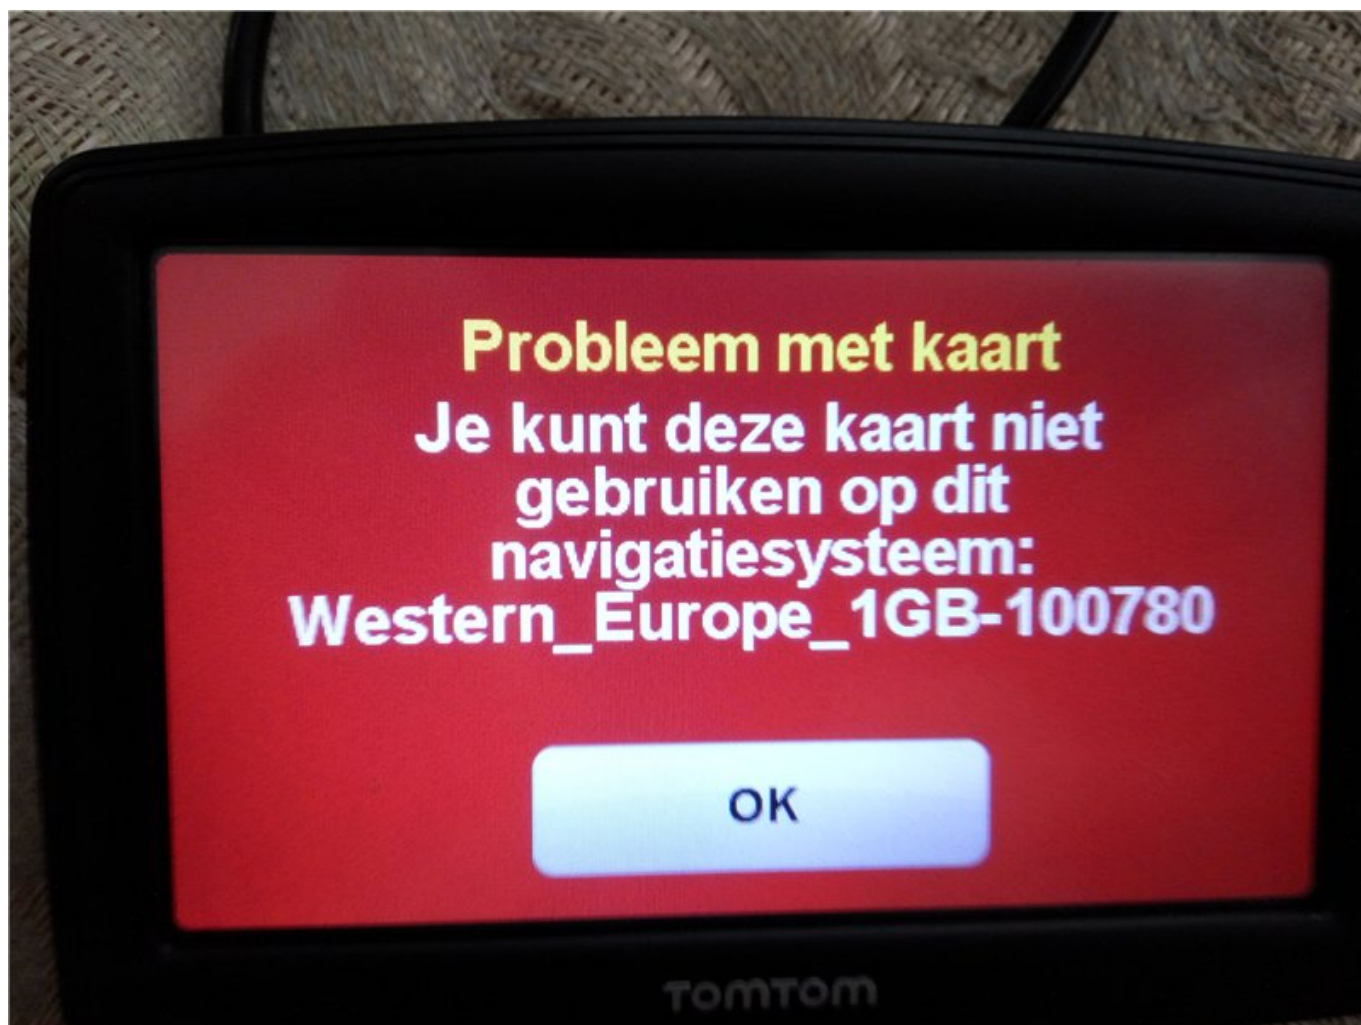 Probleem met kaart
Je kunt deze kaart niet
gebruiken op dit
navigatiesysteem:
Western_Europe_1GB-100780
OK
TOMTOM